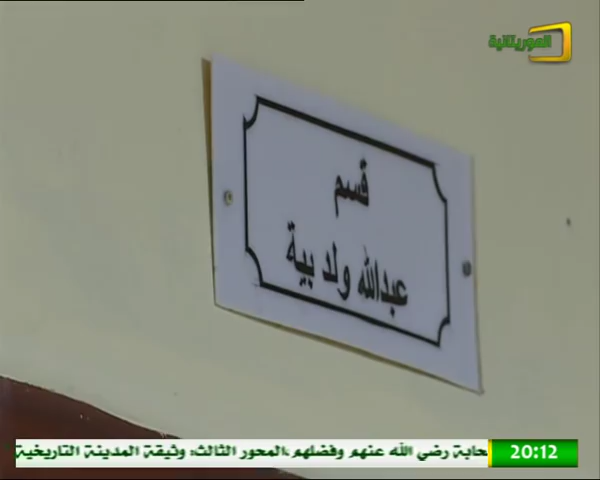 الموريتانية
قسم
عبدالله ولد بية
حابة رضي الله عنهم وفضلهم ،المحور الثالث: وثيقة المدينة التاريخية
20:12